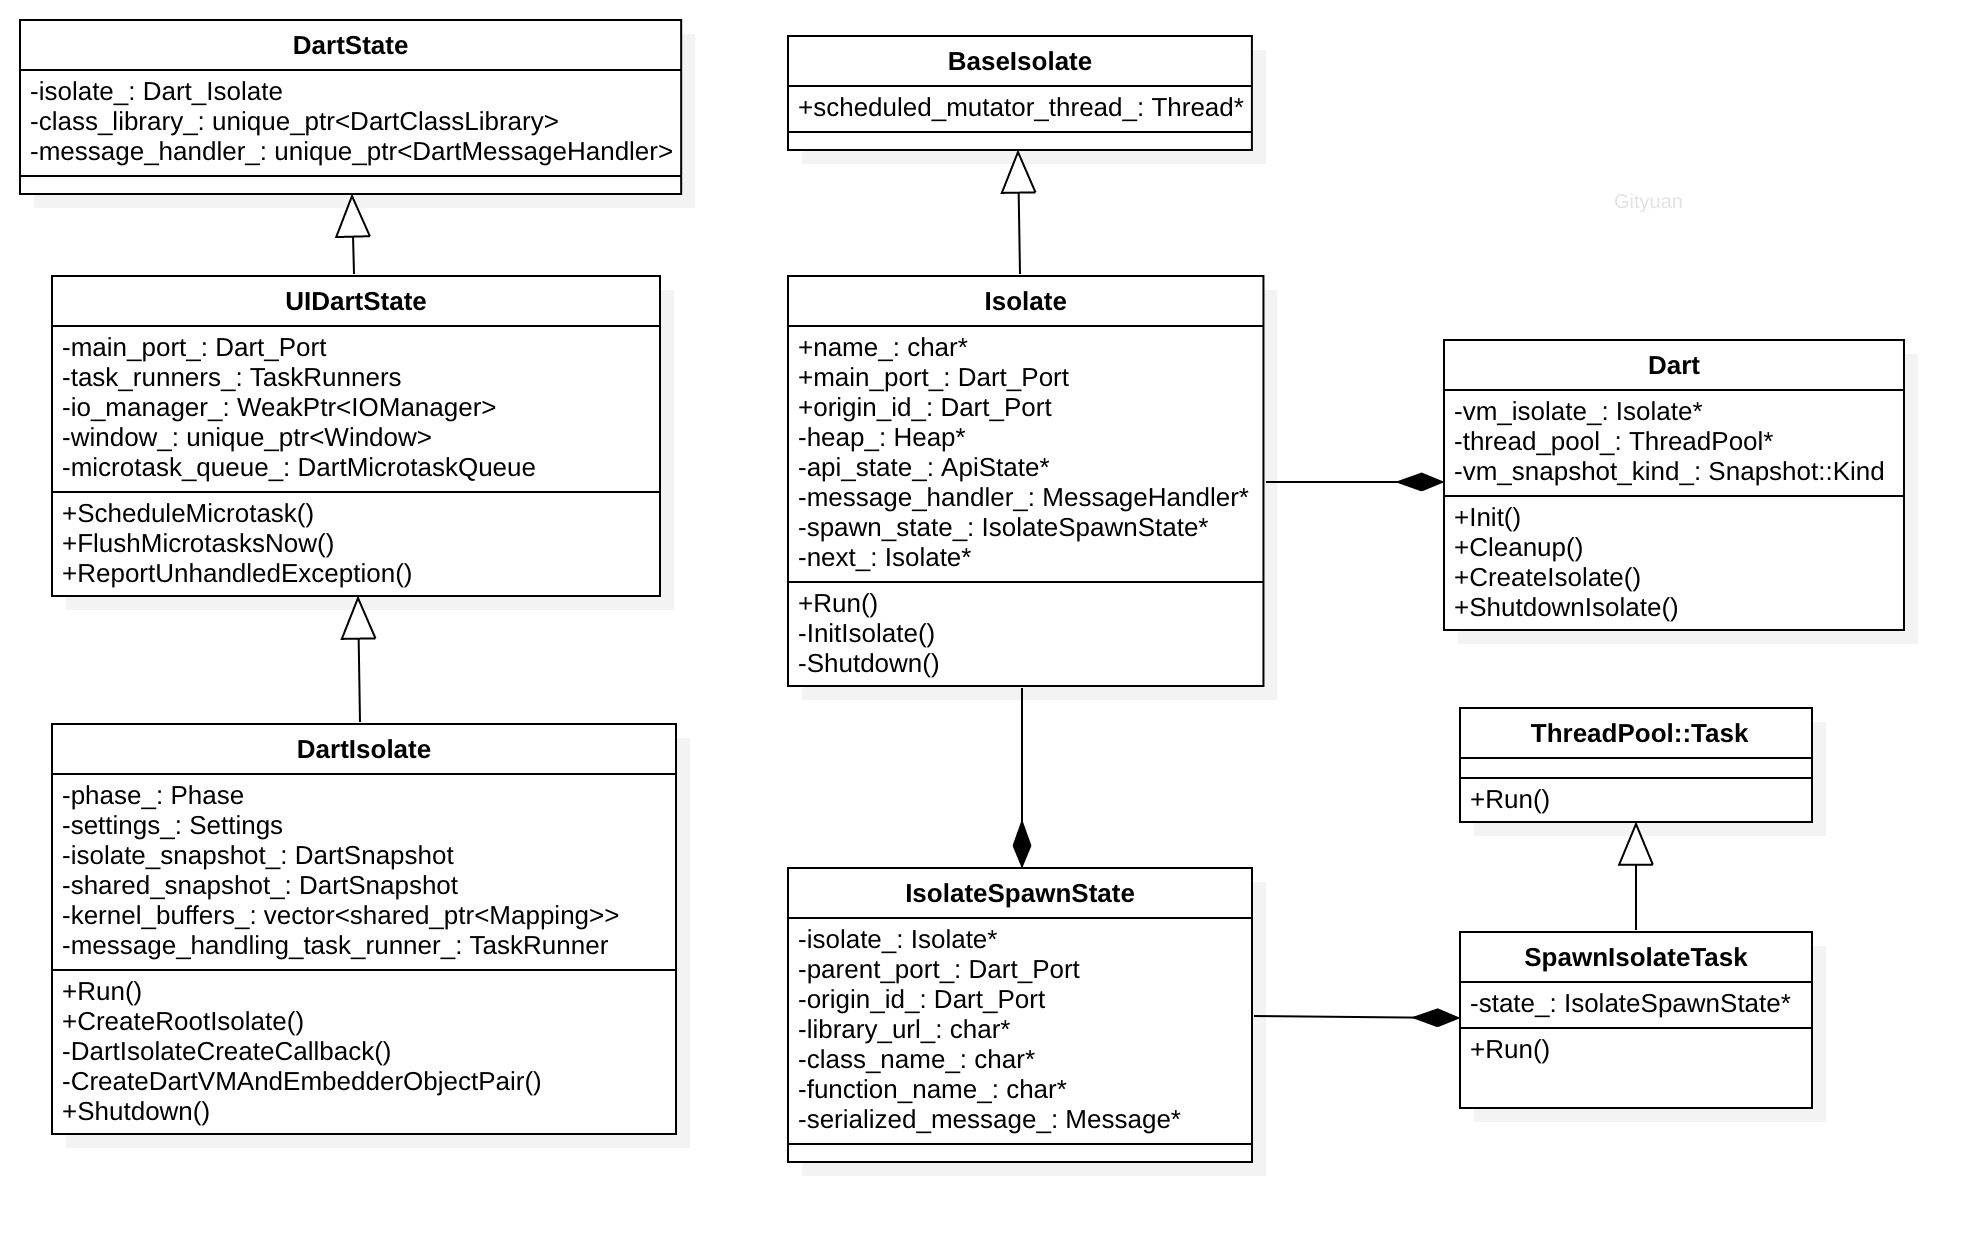 DartState
-isolate_: Dart_Isolate
-class_library_: unique_ptr<DartClassLibrary>
-message_handler_: unique_ptr<DartMessageHandler>
UIDartState
-main_port_: Dart_Port
-task_runners_: TaskRunners
-io_manager_: WeakPtr<IOManager>
-window_: unique_ptr<Window>
-microtask_queue_: DartMicrotaskQueue
+ScheduleMicrotask()
+FlushMicrotasksNow()
+ReportUnhandledException()
DartIsolate
-phase_: Phase
-settings_: Settings
-isolate_snapshot_: DartSnapshot
-shared_snapshot_: DartSnapshot
-kernel_buffers_: vector<shared_ptr<Mapping>>
-message_handling_task_runner_: TaskRunner
+Run()
+CreateRootIsolate()
-DartIsolateCreateCallback()
-CreateDartVMAndEmbedderObjectPair()
+Shutdown()
BaseIsolate
+scheduled_mutator_thread_: Thread*
Isolate
+name_: char*
+main_port_: Dart_Port
+origin_id_: Dart_Port
-heap_: Heap*
-api_state_: ApiState*
-message_handler_: MessageHandler*
-spawn_state_: IsolateSpawnState*
-next_: Isolate*
+Run()
-InitIsolate()
-Shutdown()
IsolateSpawnState
-isolate_: Isolate*
-parent_port_: Dart_Port
-origin_id_: Dart_Port
-library_url_: char*
-class_name_: char*
-function_name_: char*
-serialized_message_: Message*
Gityuan
Dart
-vm_isolate_: Isolate*
-thread_pool_: ThreadPool*
-vm_snapshot_kind_: Snapshot::Kind
+Init()
+Cleanup()
+CreateIsolate()
+ShutdownIsolate()
ThreadPool::Task
+Run()
SpawnIsolateTask
-state_: IsolateSpawnState*
+Run()